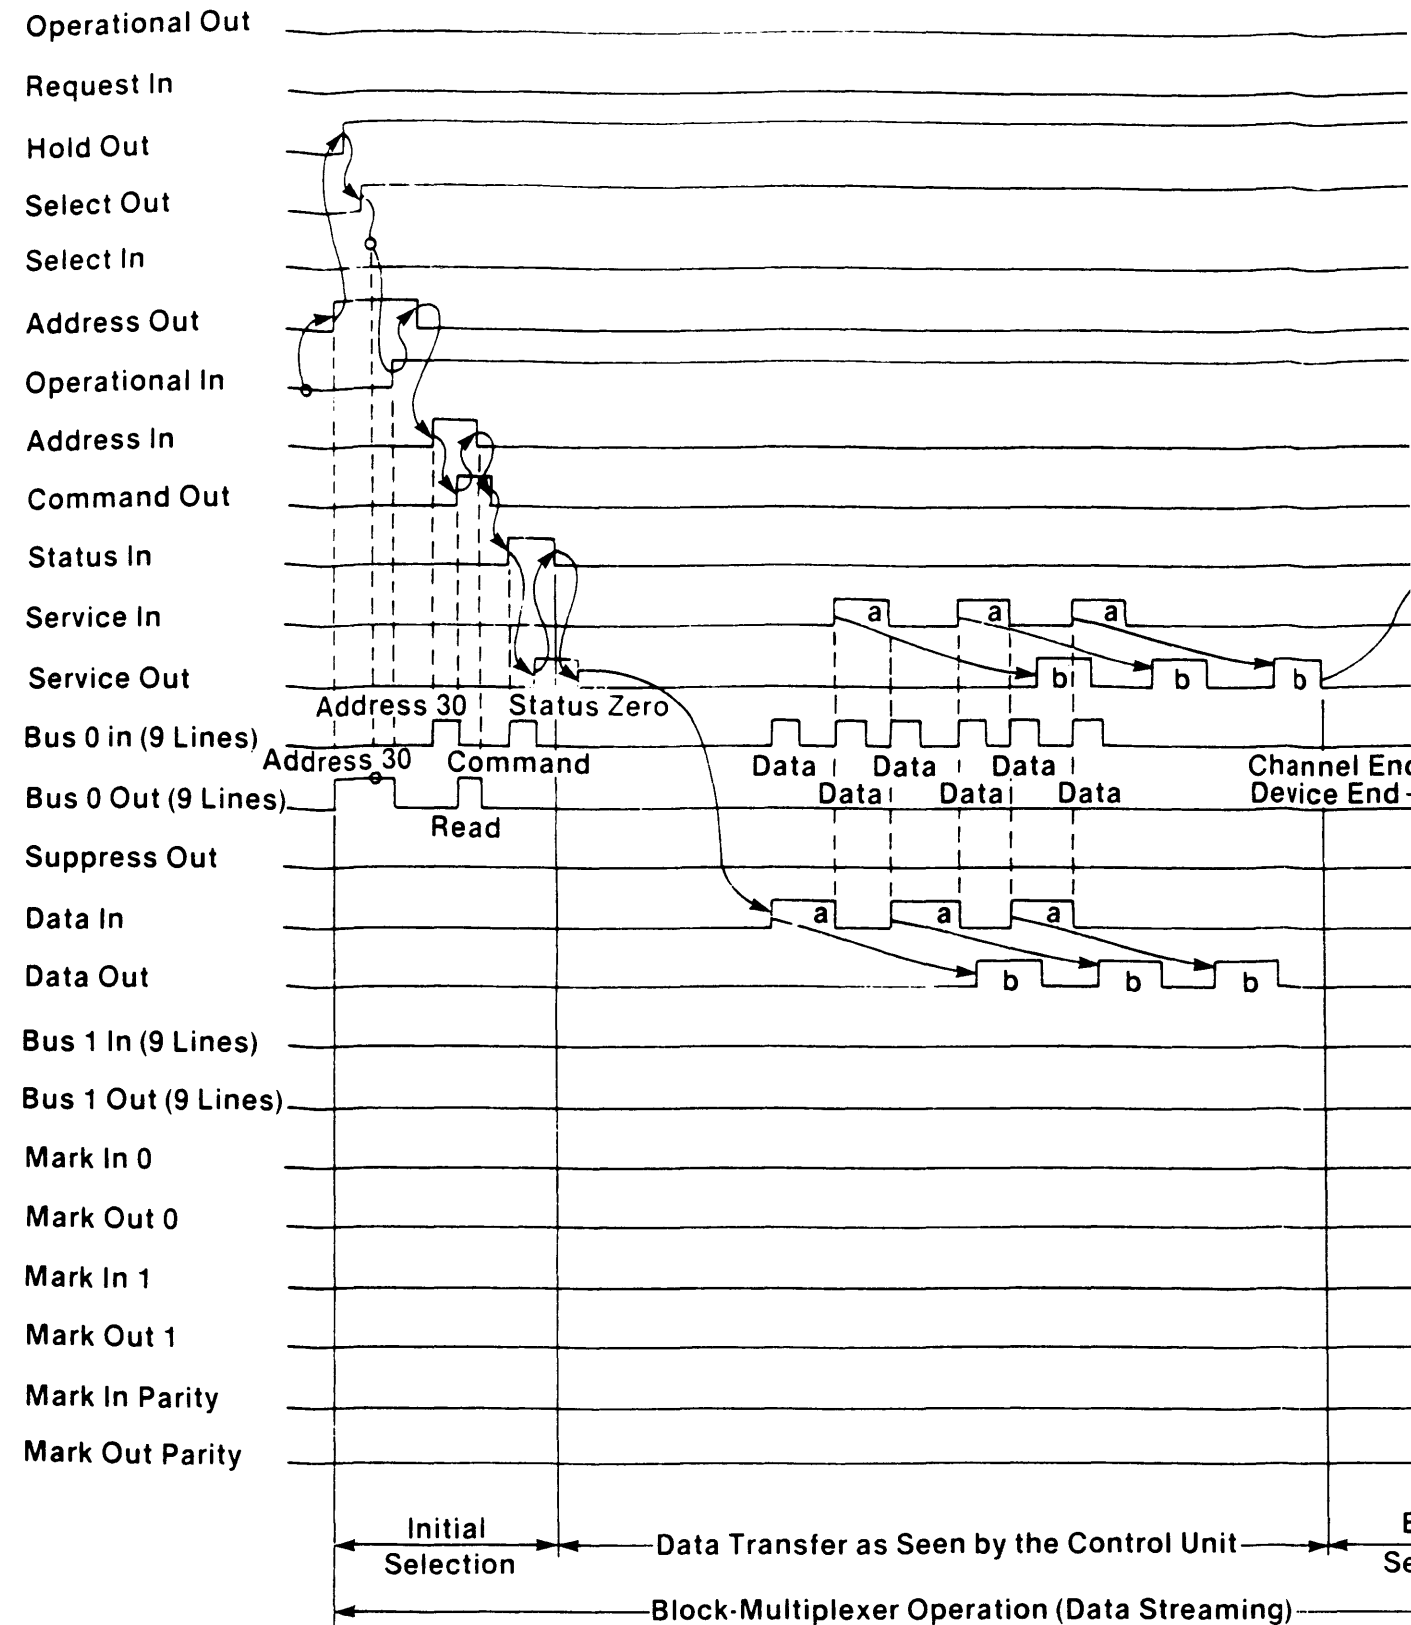 Operational Out
Request In
Hold Out
Select Out
Select In
Address Out
Operational In
Address In
Command Out
Status In
Service In a a a
Service Out b b b
Address 30 Status Zero
Bus 0 in (9 Lines)
Address 30 Command Data Data Data Channel End
Bus 0 Out (9 Lines) Data Data Data Device End -
Read
Suppress Out
Data In a a a
Data Out b b b
Bus 1 In (9 Lines)
Bus 1 Out (9 Lines)
Mark In 0
Mark Out 0
Mark In 1
Mark Out 1
Mark In Parity
Mark Out Parity
Initial
Selection
Data Transfer as Seen by the Control Unit
Se
Block-Multiplexer Operation (Data Streaming)